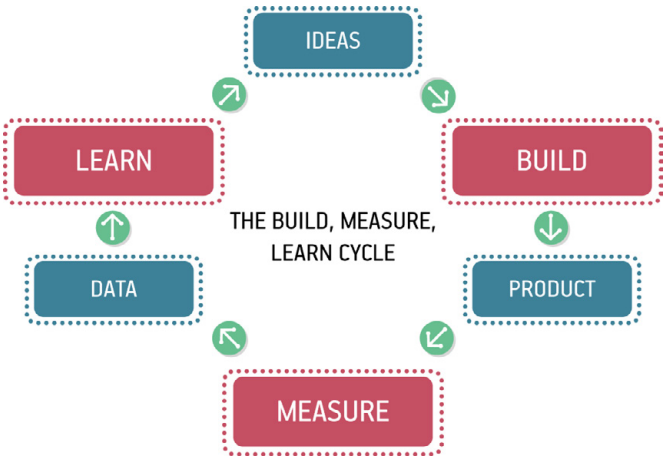 IDEAS
LEARN
BUILD
THE BUILD, MEASURE,
LEARN CYCLE
DATA
PRODUCT
MEASURE